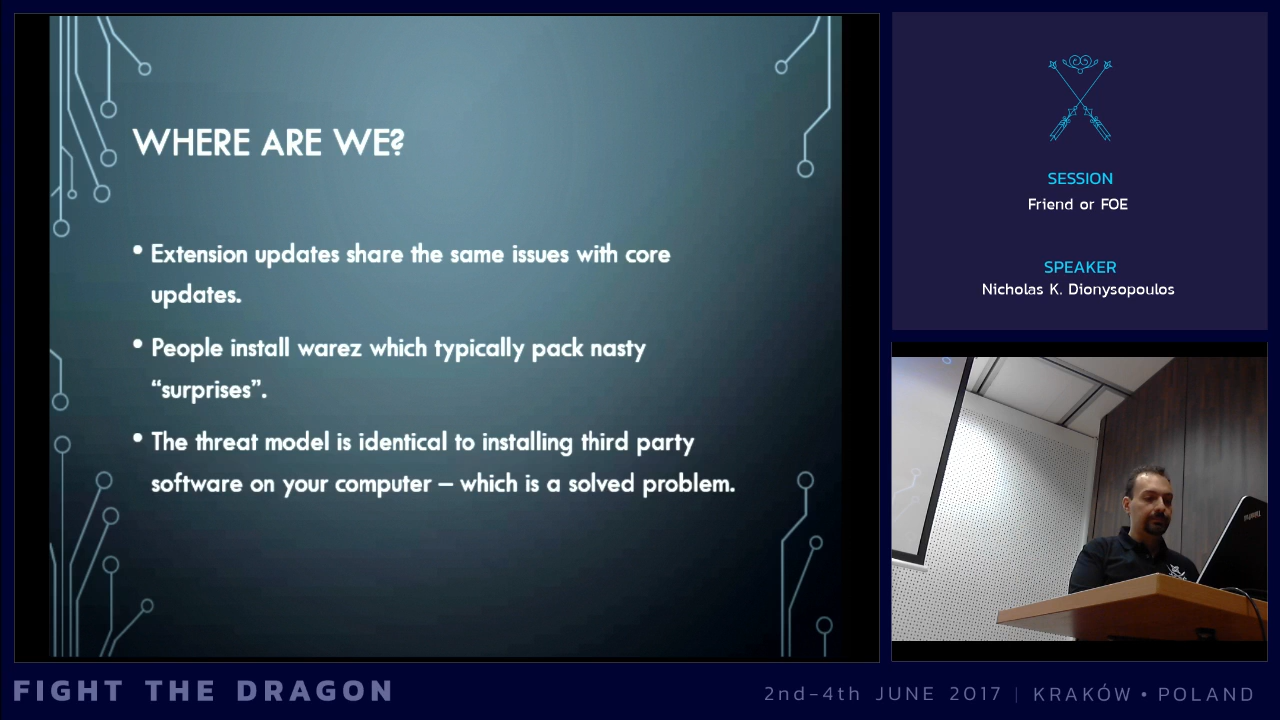 WHERE ARE WE?
• Extension updates share the same issues with core
updates.
• People install warez which typically pack nasty
“surprises”.
• The threat model is identical to installing third party
software on your computer – which is a solved problem.
SESSION
Friend or FOE
SPEAKER
Nicholas K. Dionysopoulos
FIGHT THE DRAGON
2nd-4th JUNE 2017 | KRAKÓW • POLAND